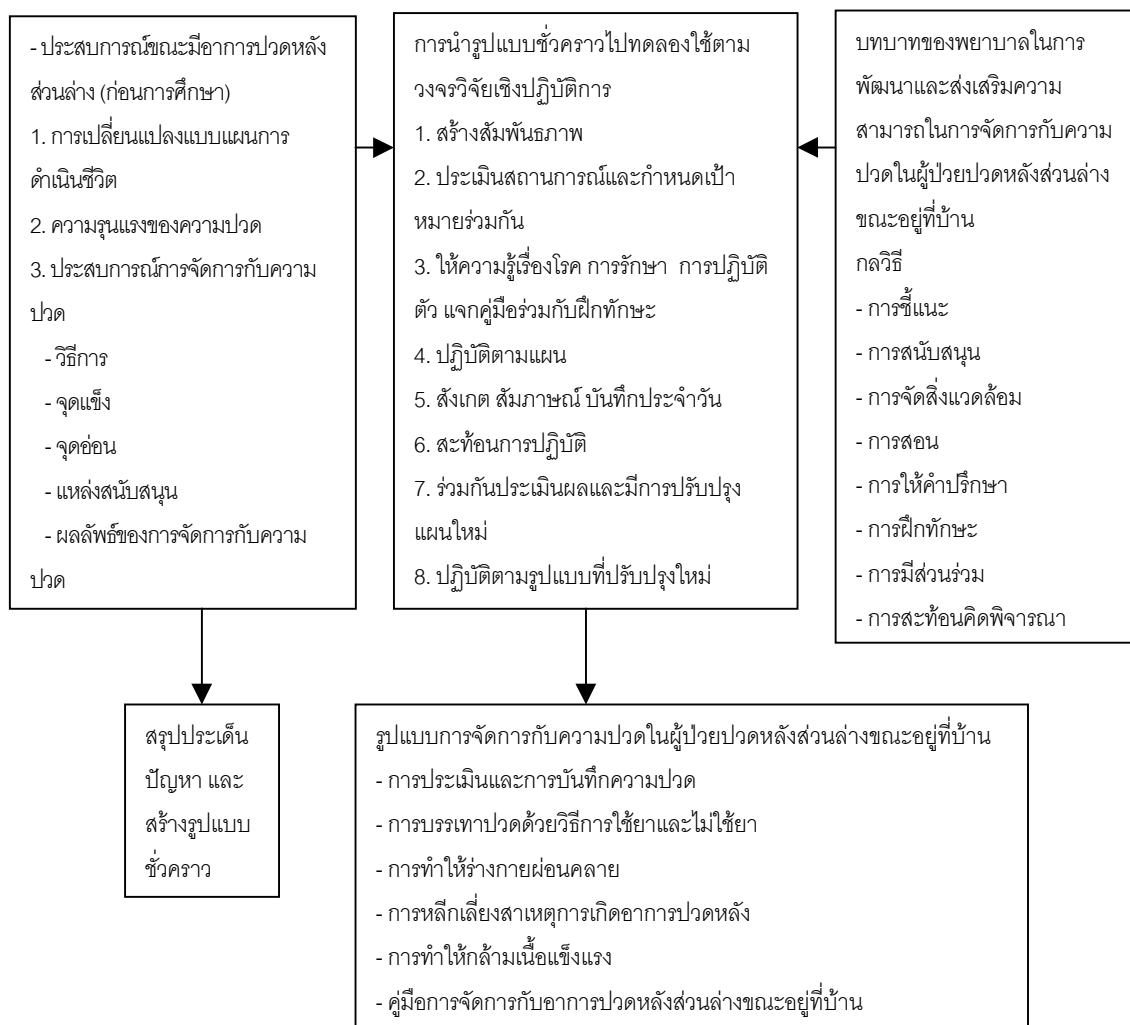 - ประสบการณ์ขณะมีอาการปวดหลัง
ส่วนล่าง (ก่อนการศึกษา)
1. การเปลี่ยนแปลงแบบแผนการ
ดำเนินชีวิต
2. ความรุนแรงของความปวด
3. ประสบการณ์การจัดการกับความ
ปวด
- วิธีการ
- จุดแข็ง
- จุดอ่อน
- แหล่งสนับสนุน
- ผลลัพธ์ของการจัดการกับความ
ปวด
การนำรูปแบบชั่วคราวไปทดลองใช้ตาม
วงจรวิจัยเชิงปฏิบัติการ
1. สร้างสัมพันธภาพ
2. ประเมินสถานการณ์และกำหนดเป้า
หมายร่วมกัน
3. ให้ความรู้เรื่องโรค การรักษา การปฏิบัติ
ตัว แจกคู่มือร่วมกับฝึกทักษะ
4. ปฏิบัติตามแผน
5. สังเกต สัมภาษณ์ บันทึกประจำวัน
6. สะท้อนการปฏิบัติ
7. ร่วมกันประเมินผลและมีการปรับปรุง
แผนใหม่
8. ปฏิบัติตามรูปแบบที่ปรับปรุงใหม่
บทบาทของพยาบาลในการ
พัฒนาและส่งเสริมความ
สามารถในการจัดการกับความ
ปวดในผู้ป่วยปวดหลังส่วนล่าง
ขณะอยู่ที่บ้าน
กลวิธี
- การชี้แนะ
- การสนับสนุน
- การจัดสิ่งแวดล้อม
- การสอน
- การให้คำปรึกษา
- การฝึกทักษะ
- การมีส่วนร่วม
- การสะท้อนคิดพิจารณา
สรุปประเด็น
ปัญหา และ
สร้างรูปแบบ
ชั่วคราว
รูปแบบการจัดการกับความปวดในผู้ป่วยปวดหลังส่วนล่างขณะอยู่ที่บ้าน
- การประเมินและการบันทึกความปวด
- การบรรเทาปวดด้วยวิธีการใช้ยาและไม่ใช้ยา
- การทำให้ร่างกายผ่อนคลาย
- การหลีกเลี่ยงสาเหตุการเกิดอาการปวดหลัง
- การทำให้กล้ามเนื้อแข็งแรง
- คู่มือการจัดการกับอาการปวดหลังส่วนล่างขณะอยู่ที่บ้าน